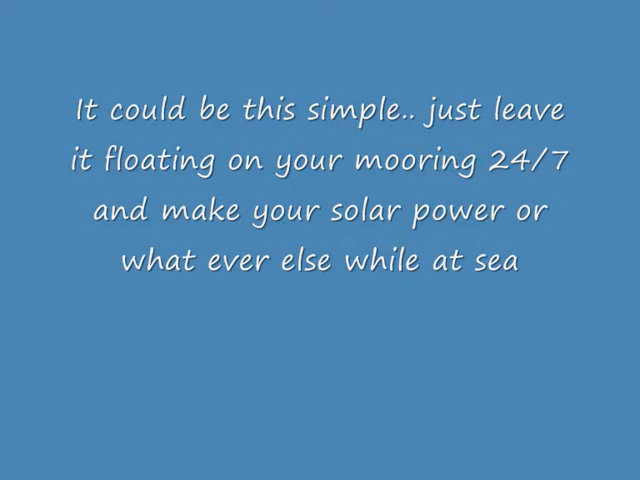 It could be this simple.. just leave
it floating on your mooring 24/7
and make your solar power or
what ever else while at sea